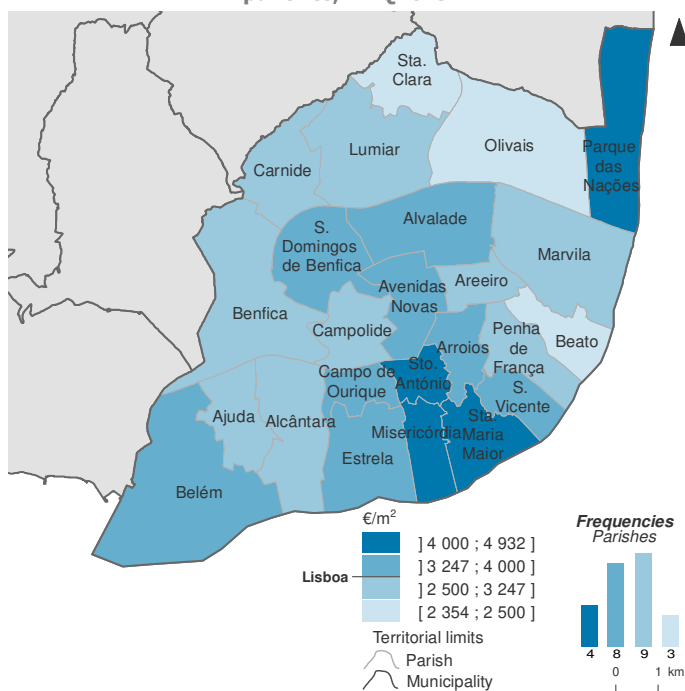 Sta.
Clara
Olivais
Lumiar
Parque
das
Nações
Carnide
Alvalade
S.
Domingos
de Benfica
Marvila
Avenidas
Novas
Areeiro
Benfica
Campolide
Penha
de
França
Beato
Arroios
Sto.
António
Campo de
Ourique
S.
Vicente
Ajuda
Alcântara
Misericórdia
Sta.
Maria
Maior
Estrela
Belém
€/m²
] 4 000 ; 4 932 ]
] 3 247 ; 4 000 ]
Lisboa
] 2 500 ; 3 247 ]
[ 2 354 ; 2 500 ]
Territorial limits
Parish
Municipality
Frequencies
Parishes
4 8 9 3
0 1 km